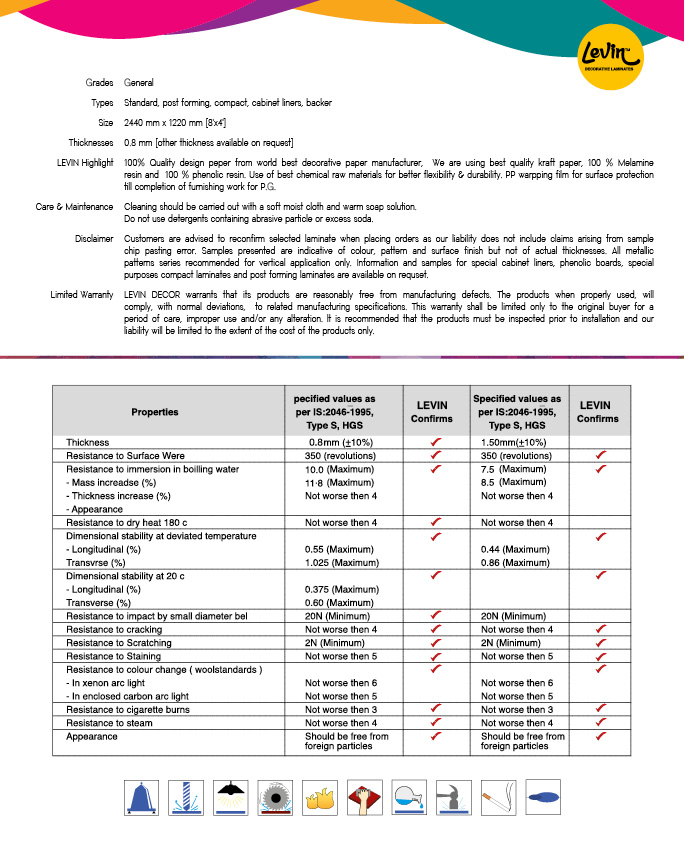 Levin™
DECORATIVE LAMINATES
Grades General
Types Standard, post forming, compact, cabinet liners, backer
Size 2440 mm x 1220 mm [8'x4']
Thicknesses 0.8 mm [other thickness available on request]
LEVIN Highlight 100% Quality design peper from world best decorative paper manufacturer, We are using best quality kraft paper, 100 % Melamine
resin and 100 % phenolic resin. Use of best chemical raw materials for better flexibility & durability. PP warpping film for surface protection
till completion of furnishing work for P.G.
Care & Maintenance Cleaning should be carried out with a soft moist cloth and warm soap solution.
Do not use detergents containing abrasive particle or excess soda.
Disclaimer Customers are advised to reconfirm selected laminate when placing orders as our liability does not include claims arising from sample
chip pasting error. Samples presented are indicative of colour, pattern and surface finish but not of actual thicknesses. All metallic
patterns series recommended for vertical application only. Information and samples for special cabinet liners, phenolic boards, special
purposes compact laminates and post forming laminates are available on requset.
Limited Warranty LEVIN DECOR warrants that its products are reasonably free from manufacturing defects. The products when properly used, will
comply, with normal deviations, to related manufacturing specifications. This warranty shall be limited only to the original buyer for a
period of care, improper use and/or any alteration. It is recommended that the products must be inspected prior to installation and our
liability will be limited to the extent of the cost of the products only.
Properties pecified values as per IS:2046-1995, Type S, HGS LEVIN Confirms Specified values as per IS:2046-1995, Type S, HGS LEVIN Confirms
Thickness 0.8mm (±10%) ✓ 1.50mm(±10%)
Resistance to Surface Were 350 (revolutions) ✓ 350 (revolutions) ✓
Resistance to immersion in boilling water 10.0 (Maximum) ✓ 7.5 (Maximum) ✓
- Mass increadse (%) 11·8 (Maximum) 8.5 (Maximum)
- Thickness increase (%) Not worse then 4 Not worse then 4
- Appearance
Resistance to dry heat 180 c Not worse then 4 ✓ Not worse then 4
Dimensional stability at deviated temperature ✓ ✓
- Longitudinal (%) 0.55 (Maximum) 0.44 (Maximum)
Transvrse (%) 1.025 (Maximum) 0.86 (Maximum)
Dimensional stability at 20 c ✓ ✓
- Longitudinal (%) 0.375 (Maximum)
Transverse (%) 0.60 (Maximum)
Resistance to impact by small diameter bel 20N (Minimum) ✓ 20N (Minimum)
Resistance to cracking Not worse then 4 ✓ Not worse then 4 ✓
Resistance to Scratching 2N (Minimum) ✓ 2N (Minimum) ✓
Resistance to Staining Not worse then 5 ✓ Not worse then 5 ✓
Resistance to colour change ( woolstandards ) ✓ ✓
- In xenon arc light Not worse then 6 Not worse then 6
- In enclosed carbon arc light Not worse then 5 Not worse then 5
Resistance to cigarette burns Not worse then 3 ✓ Not worse then 3 ✓
Resistance to steam Not worse then 4 ✓ Not worse then 4 ✓
Appearance Should be free from ✓ Should be free from ✓
foreign particles foreign particles